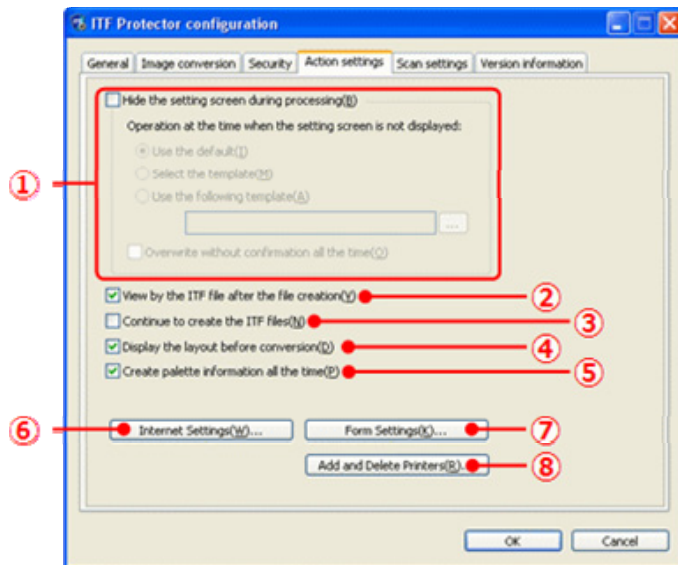 ITF Protector configuration
General Image conversion Security Action settings Scan settings Version information
Hide the setting screen during processing(B)
Operation at the time when the setting screen is not displayed:
Use the default(I)
① Select the template(M)
Use the following template(A)
...
Overwrite without confirmation all the time(O)
View by the ITF file after the file creation(Y) ②
Continue to create the ITF files(N) ③
Display the layout before conversion(D) ④
Create palette information all the time(P) ⑤
⑥ Internet Settings(W)... Form Settings(K)... ⑦
Add and Delete Printers(R).. ⑧
OK Cancel